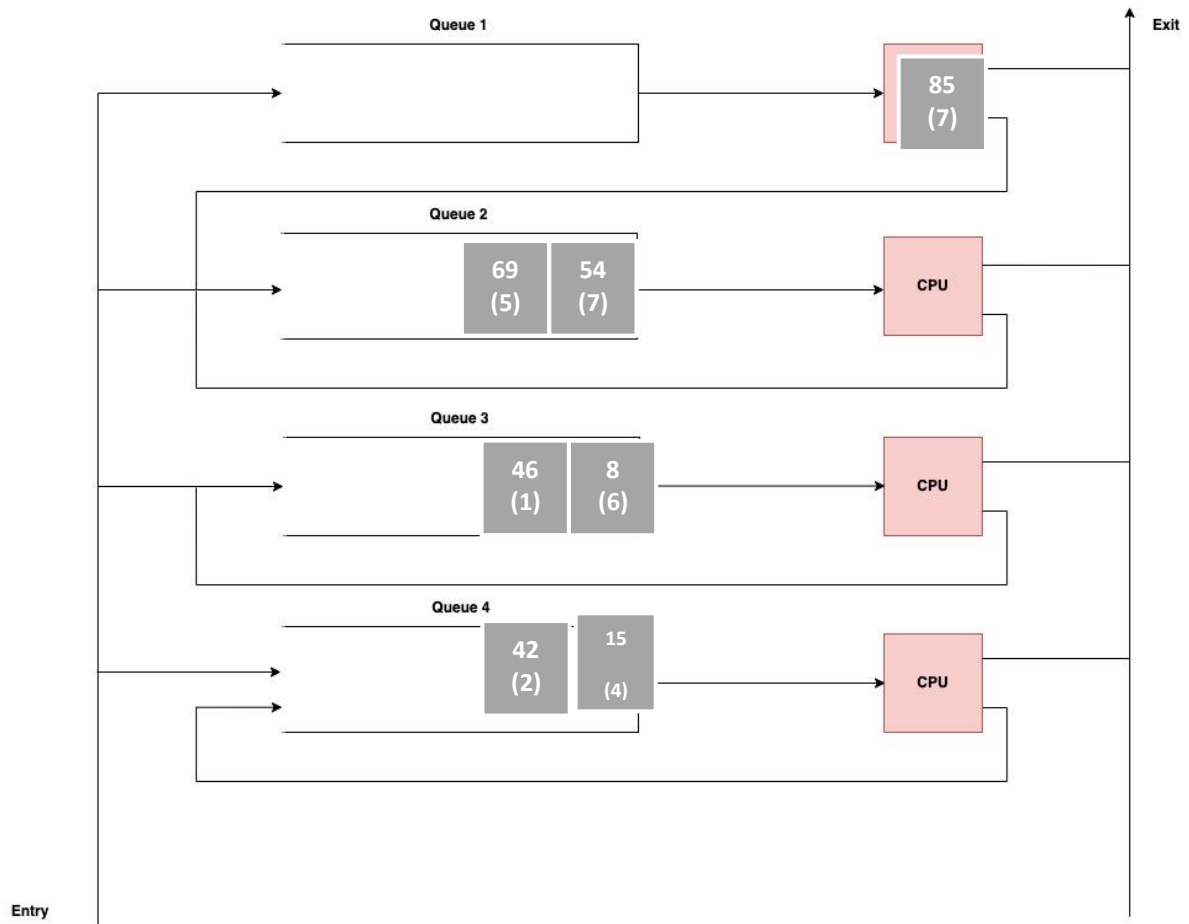 Queue 1
Exit
85
(7)
Queue 2
69
(5)
54
(7)
CPU
Queue 3
46
(1)
8
(6)
CPU
Queue 4
42
(2)
15
(4)
CPU
Entry